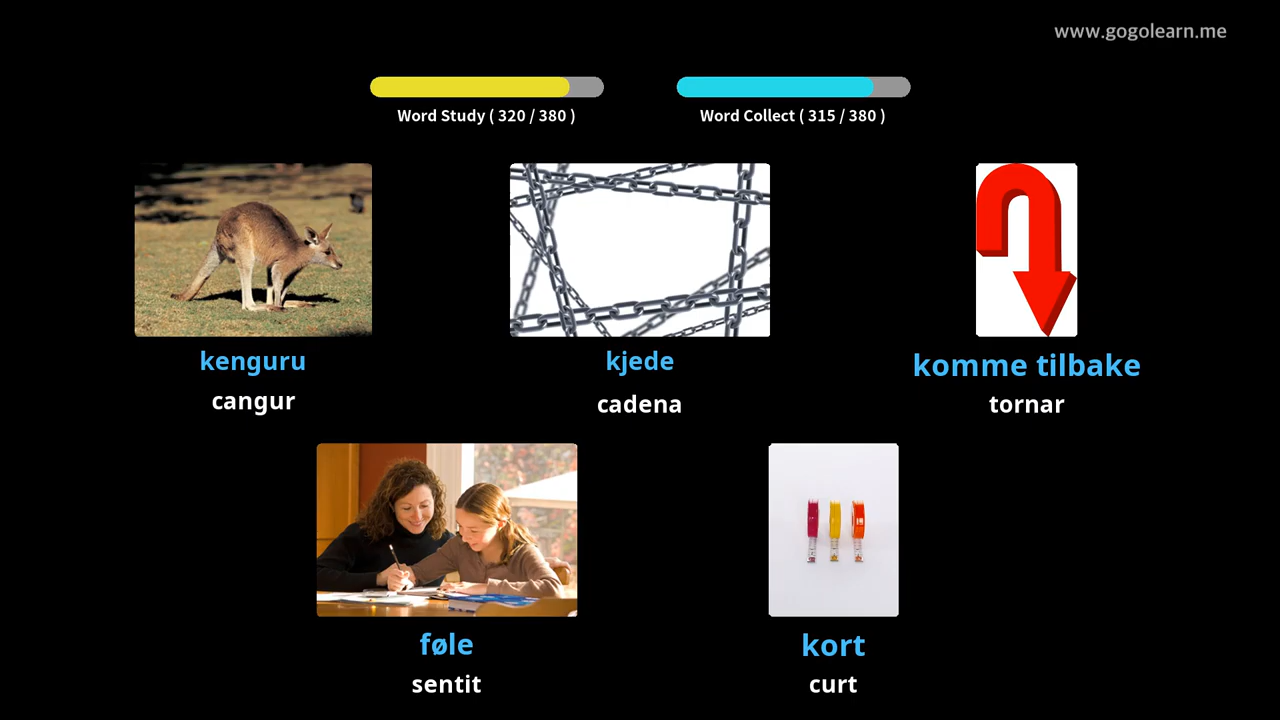 www.gogolearn.me
Word Study ( 320 / 380 )
Word Collect ( 315 / 380 )
kenguru
cangur
kjede
cadena
komme tilbake
tornar
føle
sentit
kort
curt